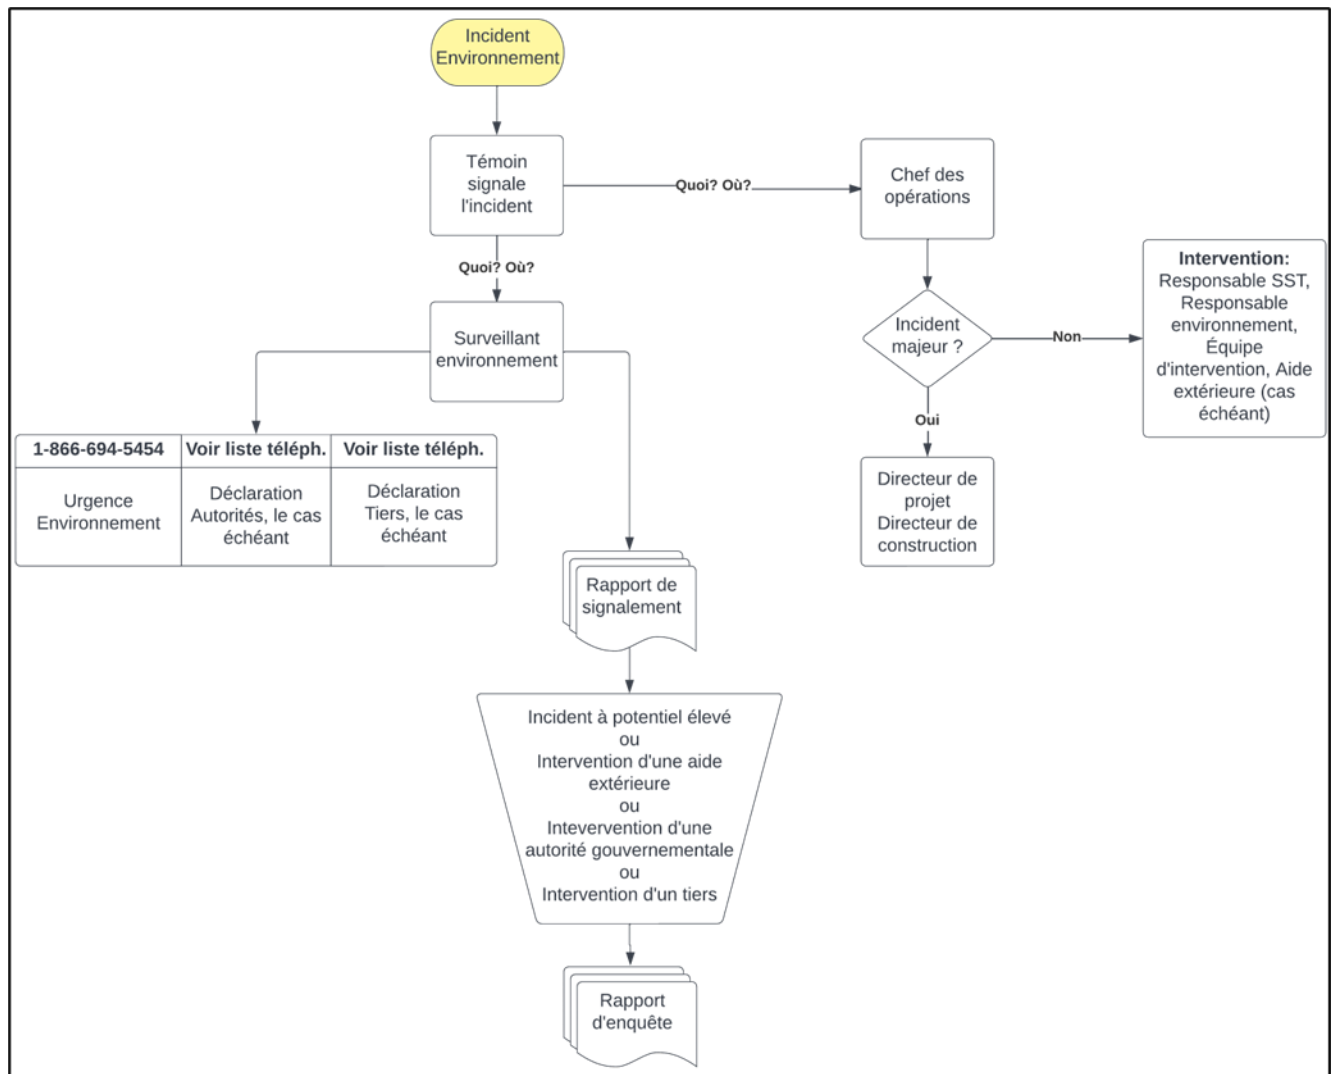 Incident
Environnement
Témoin
signale
l'incident
Quoi? Où?
Chef des
opérations
Quoi? Où?
Surveillant
environnement
Incident
majeur ?
Non
Intervention:
Responsable SST,
Responsable
environnement,
Équipe
d'intervention, Aide
extérieure (cas
échéant)
Oui
Directeur de
projet
Directeur de
construction
1-866-694-5454
Voir liste téléph.
Voir liste téléph.
Urgence
Environnement
Déclaration
Autorités, le cas
échéant
Déclaration
Tiers, le cas
échéant
Rapport de
signalement
Incident à potentiel élevé
ou
Intervention d'une aide
extérieure
ou
Intevervention d'une
autorité gouvernementale
ou
Intervention d'un tiers
Rapport
d'enquête